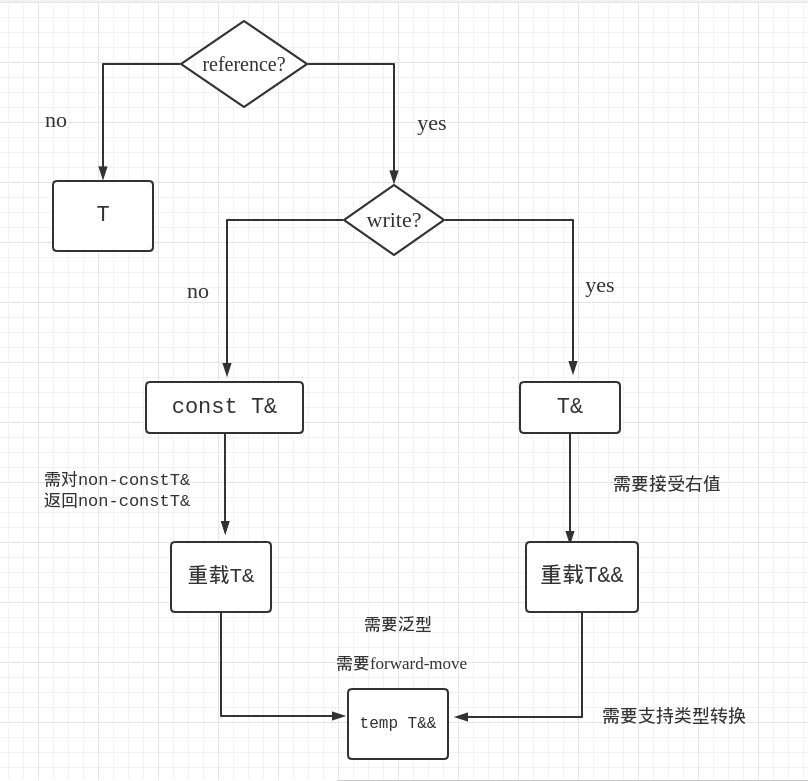 reference?
no
yes
T
write?
no
yes
const T&
T&
需对non-constT&
返回non-constT&
需要接受右值
重载T&
重载T&&
需要泛型
需要forward-move
temp T&&
需要支持类型转换